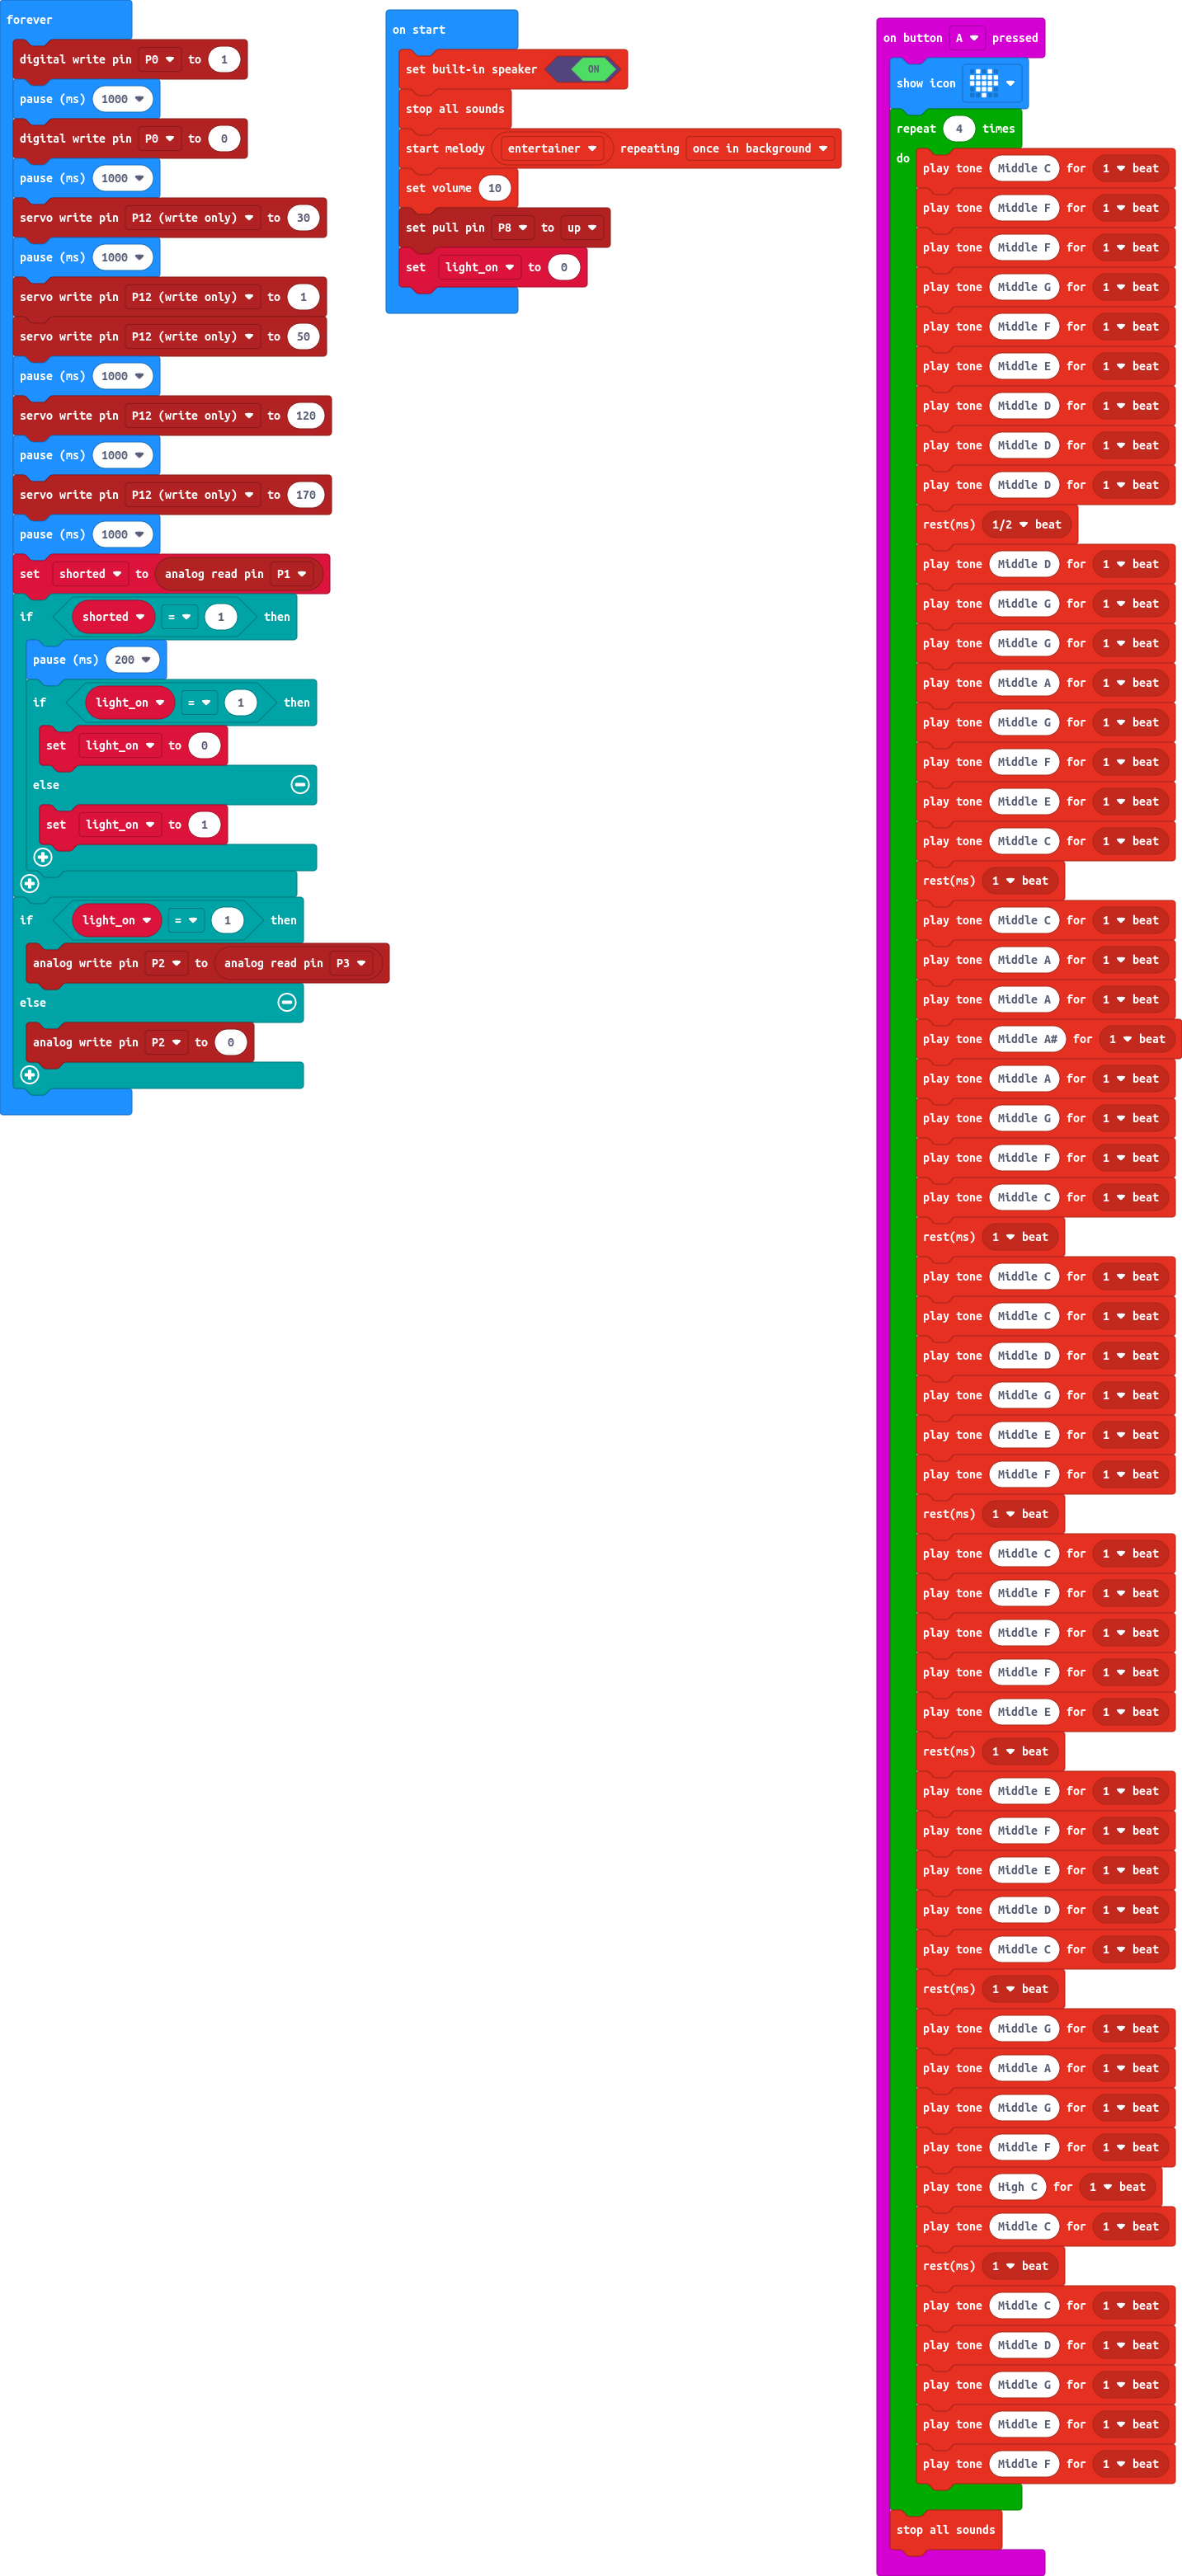 forever
digital write pin P0 to 1
pause (ms) 1000
digital write pin P0 to 0
pause (ms) 1000
servo write pin P12 (write only) to 30
pause (ms) 1000
servo write pin P12 (write only) to 1
servo write pin P12 (write only) to 50
pause (ms) 1000
servo write pin P12 (write only) to 120
pause (ms) 1000
servo write pin P12 (write only) to 170
pause (ms) 1000
set shorted to analog read pin P1
if shorted = 1 then
pause (ms) 200
if light_on = 1 then
set light_on to 0
else
set light_on to 1
if light_on = 1 then
analog write pin P2 to analog read pin P3
else
analog write pin P2 to 0
on start
set built-in speaker ON
stop all sounds
start melody entertainer repeating once in background
set volume 10
set pull pin P8 to up
set light_on to 0
on button A pressed
show icon
repeat 4 times
do
play tone Middle C for 1 beat
play tone Middle F for 1 beat
play tone Middle F for 1 beat
play tone Middle G for 1 beat
play tone Middle F for 1 beat
play tone Middle E for 1 beat
play tone Middle D for 1 beat
play tone Middle D for 1 beat
play tone Middle D for 1 beat
rest(ms) 1/2 beat
play tone Middle D for 1 beat
play tone Middle G for 1 beat
play tone Middle G for 1 beat
play tone Middle A for 1 beat
play tone Middle G for 1 beat
play tone Middle F for 1 beat
play tone Middle E for 1 beat
play tone Middle C for 1 beat
rest(ms) 1 beat
play tone Middle C for 1 beat
play tone Middle A for 1 beat
play tone Middle A for 1 beat
play tone Middle A# for 1 beat
play tone Middle A for 1 beat
play tone Middle G for 1 beat
play tone Middle F for 1 beat
play tone Middle C for 1 beat
rest(ms) 1 beat
play tone Middle C for 1 beat
play tone Middle C for 1 beat
play tone Middle D for 1 beat
play tone Middle G for 1 beat
play tone Middle E for 1 beat
play tone Middle F for 1 beat
rest(ms) 1 beat
play tone Middle C for 1 beat
play tone Middle F for 1 beat
play tone Middle F for 1 beat
play tone Middle F for 1 beat
play tone Middle E for 1 beat
rest(ms) 1 beat
play tone Middle E for 1 beat
play tone Middle F for 1 beat
play tone Middle E for 1 beat
play tone Middle D for 1 beat
play tone Middle C for 1 beat
rest(ms) 1 beat
play tone Middle G for 1 beat
play tone Middle A for 1 beat
play tone Middle G for 1 beat
play tone Middle F for 1 beat
play tone High C for 1 beat
play tone Middle C for 1 beat
rest(ms) 1 beat
play tone Middle C for 1 beat
play tone Middle D for 1 beat
play tone Middle G for 1 beat
play tone Middle E for 1 beat
play tone Middle F for 1 beat
stop all sounds